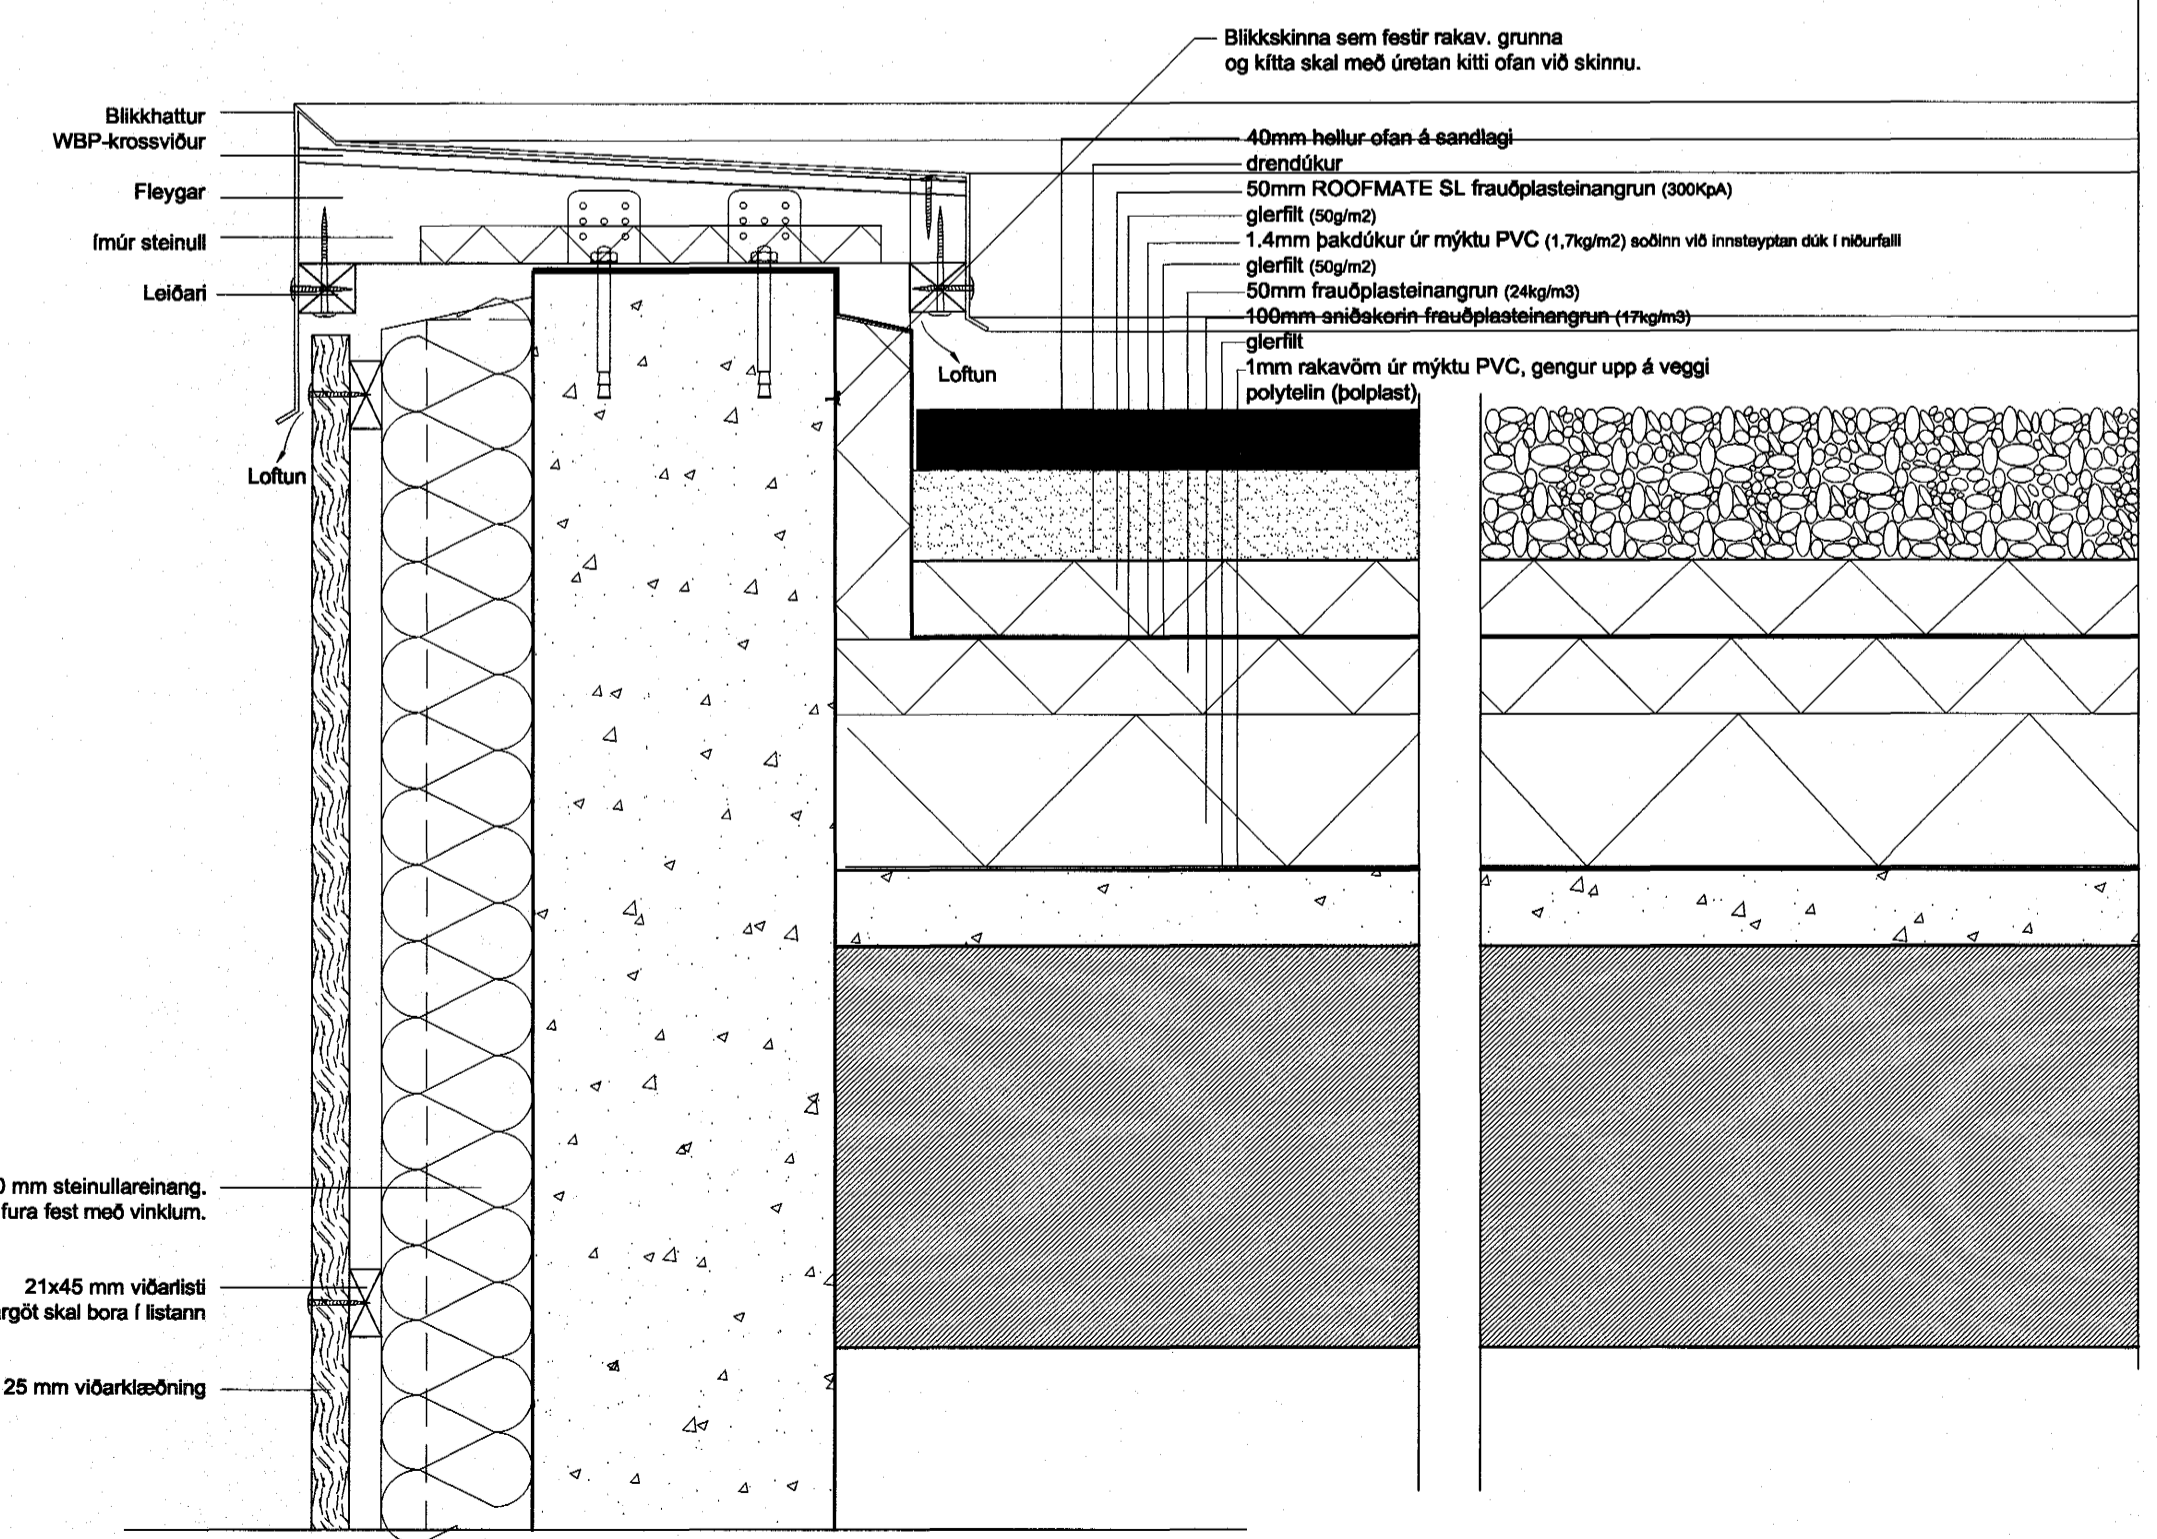 Blikkskinna sem festir rakav. grunna
og kítta skal með úretan kitti ofan við skinnu.
Blikkhattur
WBP-krossviður
Fleygar
ímúr steinull
Leiðari
40mm hellur ofan á sandlagi
drendúkur
50mm ROOFMATE SL frauðplasteinangrun (300KpA)
glerfilt (50g/m2)
1.4mm þakdúkur úr mýktu PVC (1,7kg/m2) soðinn við innsteyptan dúk í niðurfalli
glerfilt (50g/m2)
50mm frauðplasteinangrun (24kg/m3)
100mm sniðskorin frauðplasteinangrun (17kg/m3)
glerfilt
1mm rakavörn úr mýktu PVC, gengur upp á veggi
polytelin (þolplast)
Loftun
Loftun
0 mm steinullareinang.
fura fest með vinklum.
21x45 mm viðarlisti
rgöt skal bora í listann
25 mm viðarklæðning